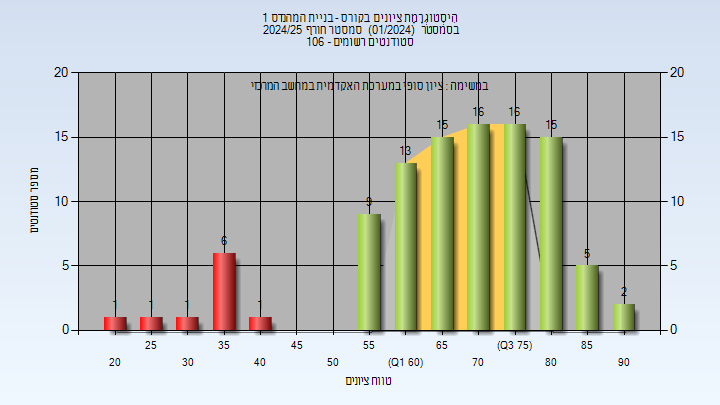 היסטוגרמת ציונים בקורס - בניית המהנדס 1
בסמסטר (01/2024) סמסטר חורף 2024/25
סטודנטים רשומים - 106
במשימה : ציון סופי במערכת האקדמית במחשב המרכזי
20 20
15 15
10 10
5 5
0 0
מספר סטודנטים
1 1 1 6 1 9 13 15 16 16 15 5 2
25 35 45 55 65 (Q3 75) 85
20 30 40 50 (Q1 60) 70 80 90
טווח ציונים